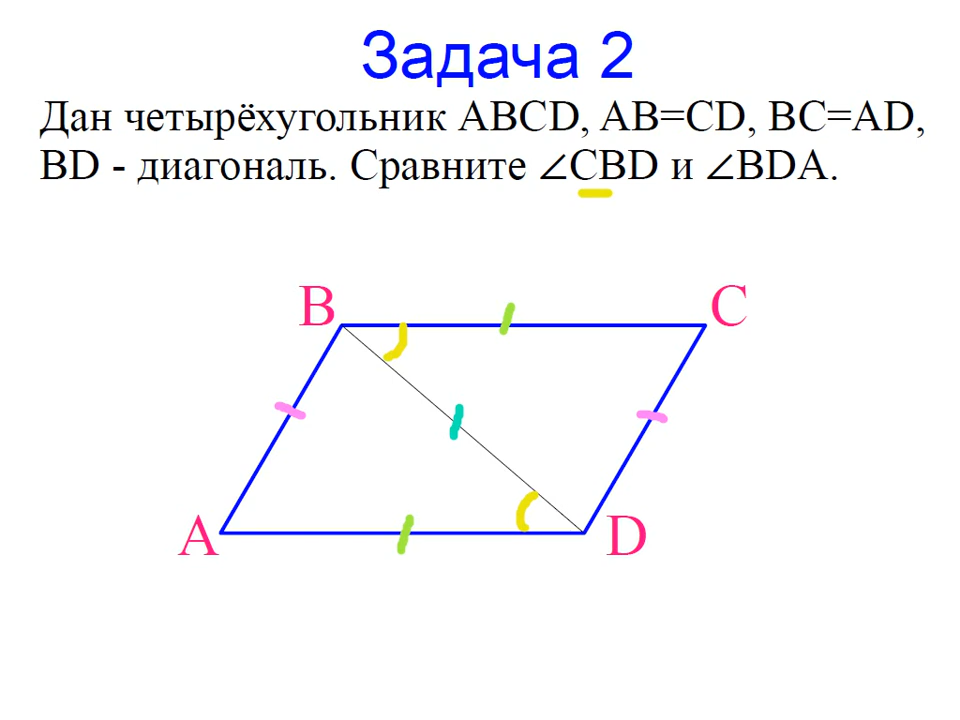 Задача 2
Дан четырёхугольник ABCD, AB=CD, BC=AD,
BD - диагональ. Сравните ∠CBD и ∠BDA.
B
C
A
D